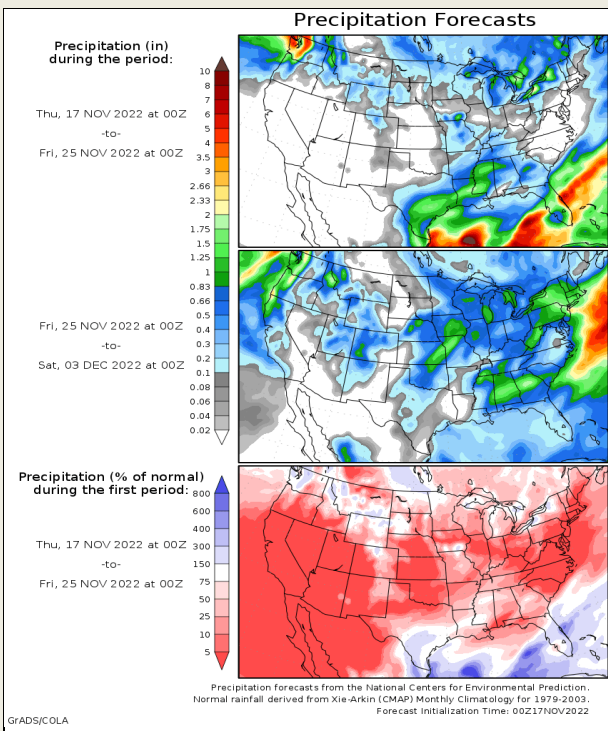 Precipitation Forecasts
Precipitation (in)
during the period:
Thu, 17 NOV 2022 at 00Z
-to-
Fri, 25 NOV 2022 at 00Z
10
8
7
6
5
4
3.5
3
2.66
2.33
2
1.75
1.5
1.25
1
0.83
0.66
0.5
0.4
0.3
0.2
0.1
0.08
0.06
0.04
0.02
Fri, 25 NOV 2022 at 00Z
-to-
Sat, 03 DEC 2022 at 00Z
Precipitation (% of normal)
during the first period:
Thu, 17 NOV 2022 at 00Z
-to-
Fri, 25 NOV 2022 at 00Z
800
600
400
300
150
75
50
25
10
5
Precipitation forecasts from the National Centers for Environmental Prediction.
Normal rainfall derived from Xie-Arkin (CMAP) Monthly Climatology for 1979-2003.
Forecast Initialization Time: 00Z17NOV2022
GrADS/COLA